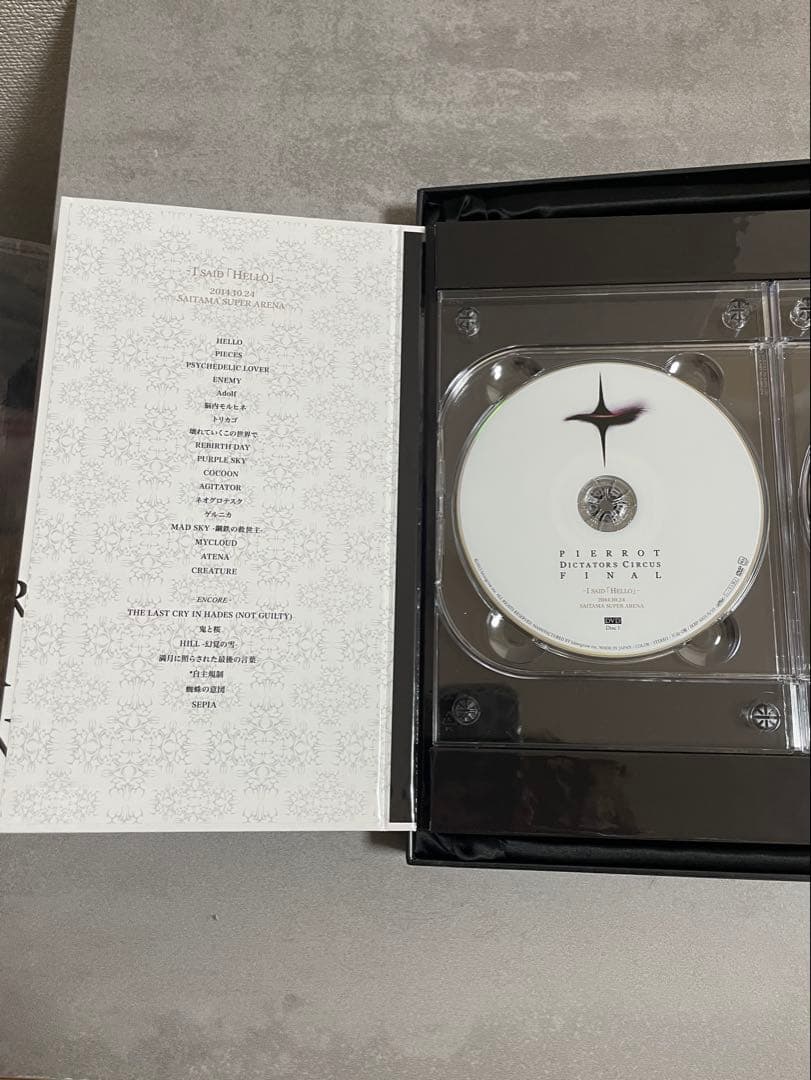 - I SAID「HELLO」-
2014.10.24
SAITAMA SUPER ARENA
HELLO
PIECES
PSYCHEDELIC LOVER
ENEMY
Adolf
脳内モルヒネ
トリカゴ
壊れていくこの世界で
REBIRTH DAY
PURPLE SKY
COCOON
AGITATOR
ネオグロテスク
ゲルニカ
MAD SKY -鋼鉄の救世主-
MYCLOUD
ATENA
CREATURE
- ENCORE -
THE LAST CRY IN HADES (NOT GUILTY)
鬼と桜
HILL -幻覚の雪-
満月に照らされた最後の言葉
*自主規制
蜘蛛の意図
SEPIA
PIERROT
DICTATORS CIRCUS
FINAL
- I SAID「HELLO」-
2014.10.24
SAITAMA SUPER ARENA
DVD
Disc 1